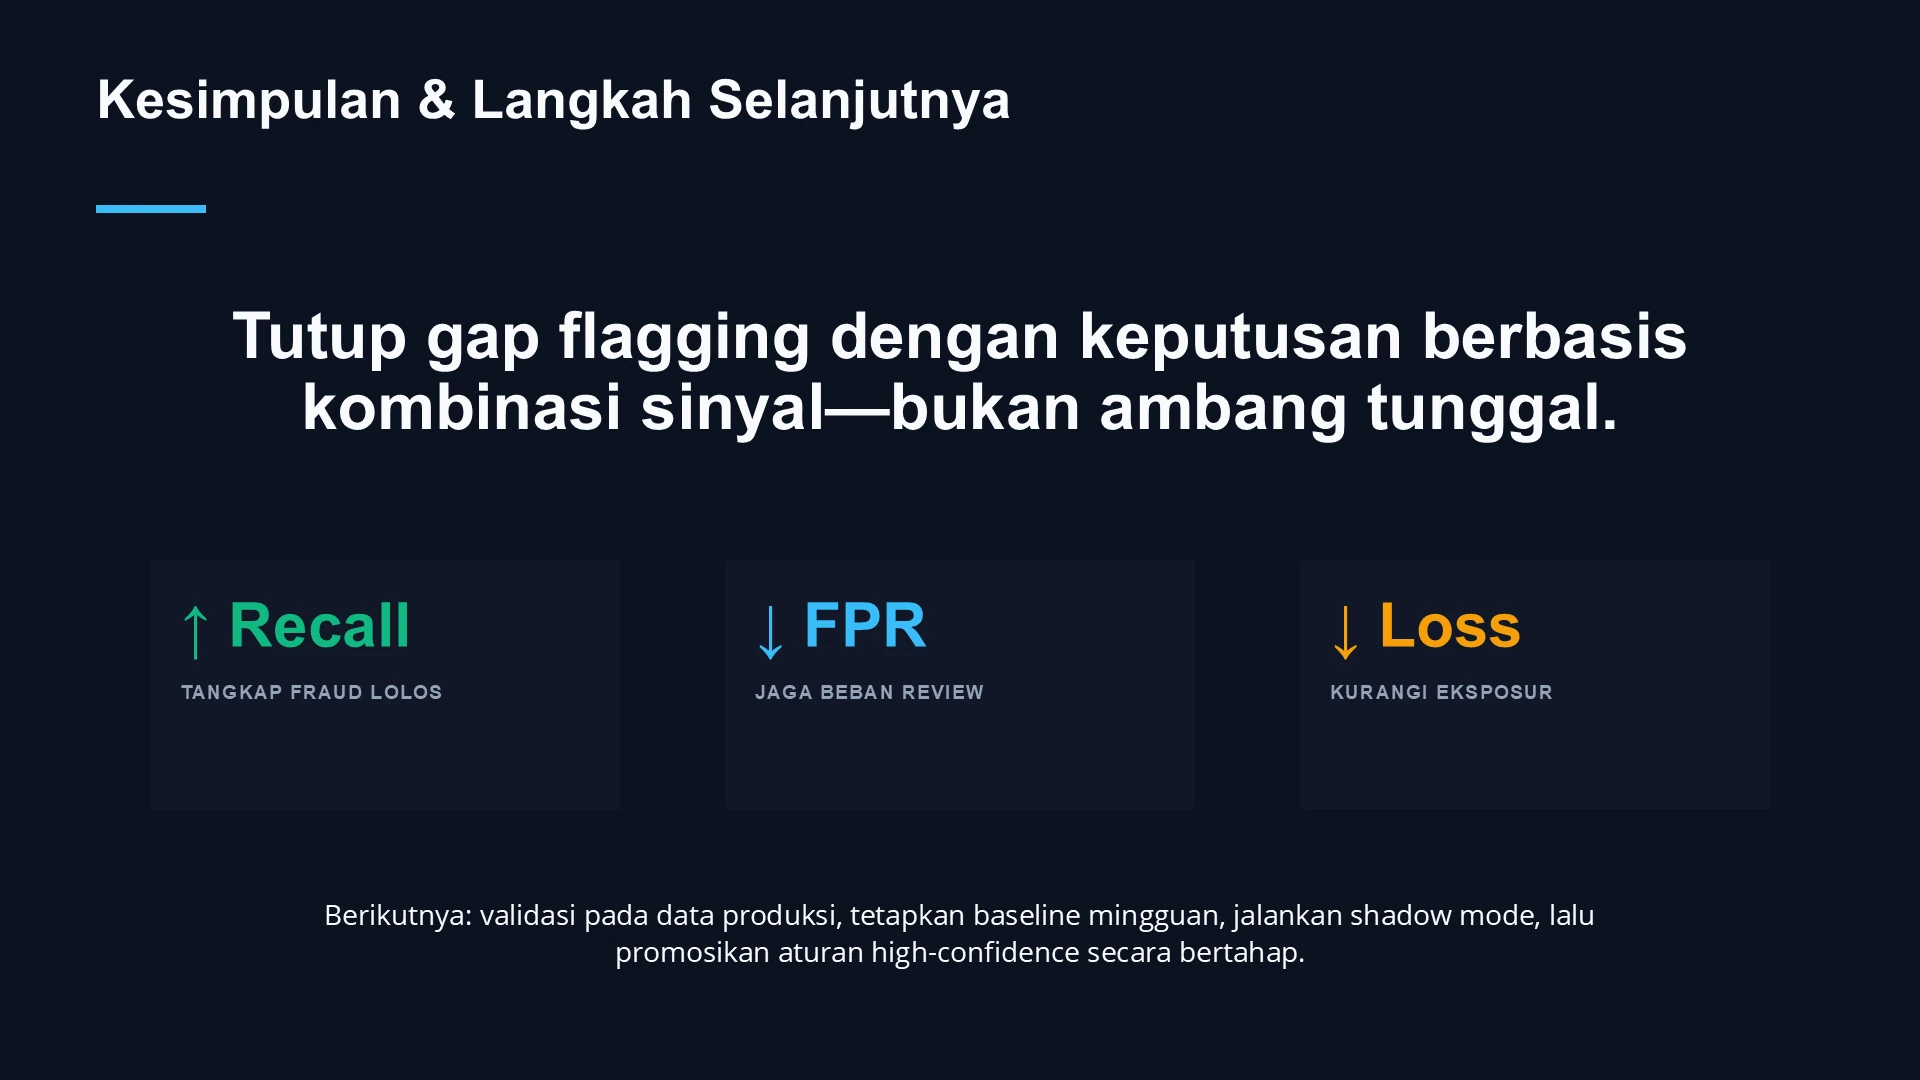 Kesimpulan & Langkah Selanjutnya
Tutup gap flagging dengan keputusan berbasis
kombinasi sinyal—bukan ambang tunggal.
↑ Recall
TANGKAP FRAUD LOLOS
↓ FPR
JAGA BEBAN REVIEW
↓ Loss
KURANGI EKSPOSUR
Berikutnya: validasi pada data produksi, tetapkan baseline mingguan, jalankan shadow mode, lalu
promosikan aturan high-confidence secara bertahap.